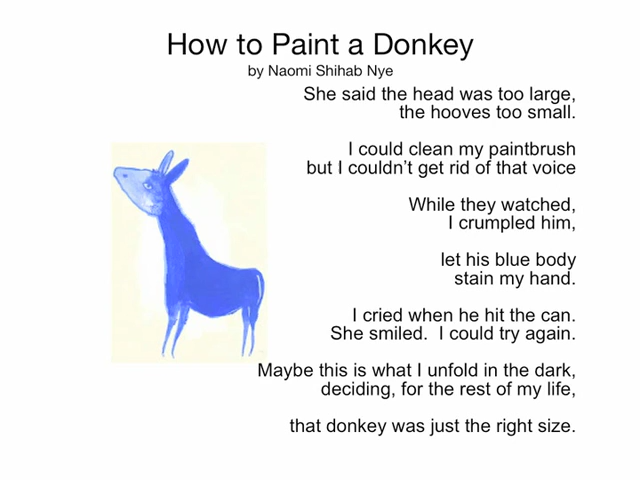 How to Paint a Donkey
by Naomi Shihab Nye
She said the head was too large,
the hooves too small.
I could clean my paintbrush
but I couldn’t get rid of that voice
While they watched,
I crumpled him,
let his blue body
stain my hand.
I cried when he hit the can.
She smiled.  I could try again.
Maybe this is what I unfold in the dark,
deciding, for the rest of my life,
that donkey was just the right size.